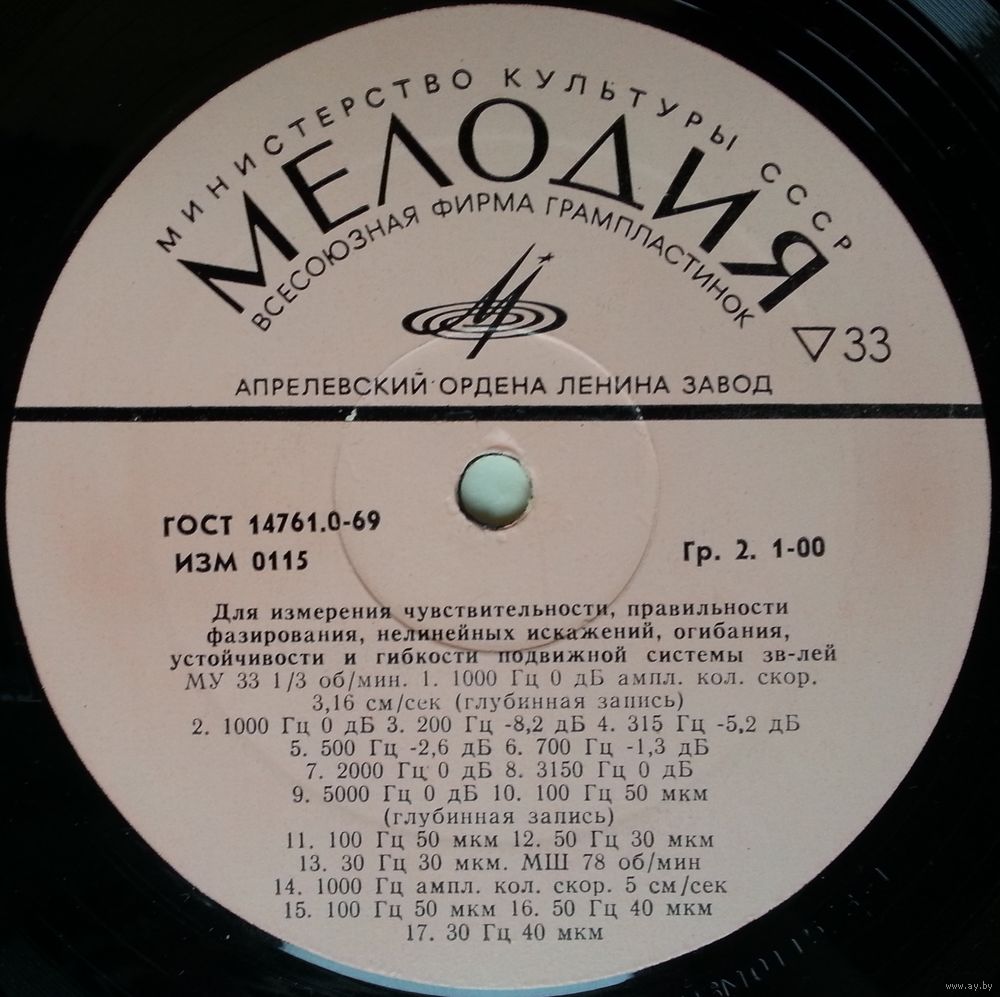 МИНИСТЕРСТВО КУЛЬТУРЫ СССР
МЕЛОДИЯ
ВСЕСОЮЗНАЯ ФИРМА ГРАМПЛАСТИНОК
33
АПРЕЛЕВСКИЙ ОРДЕНА ЛЕНИНА ЗАВОД
ГОСТ 14761.0-69
ИЗМ 0115
Гр. 2. 1-00
Для измерения чувствительности, правильности
фазирования, нелинейных искажений, огибания,
устойчивости и гибкости подвижной системы зв-лей
МУ 33 1/3 об/мин. 1. 1000 Гц 0 дБ ампл. кол. скор.
3,16 см/сек (глубинная запись)
2. 1000 Гц 0 дБ 3. 200 Гц -8,2 дБ 4. 315 Гц -5,2 дБ
5. 500 Гц -2,6 дБ 6. 700 Гц -1,3 дБ
7. 2000 Гц 0 дБ 8. 3150 Гц 0 дБ
9. 5000 Гц 0 дБ 10. 100 Гц 50 мкм
(глубинная запись)
11. 100 Гц 50 мкм 12. 50 Гц 30 мкм
13. 30 Гц 30 мкм. МШ 78 об/мин
14. 1000 Гц ампл. кол. скор. 5 см/сек
15. 100 Гц 50 мкм 16. 50 Гц 40 мкм
17. 30 Гц 40 мкм
www.ay.by